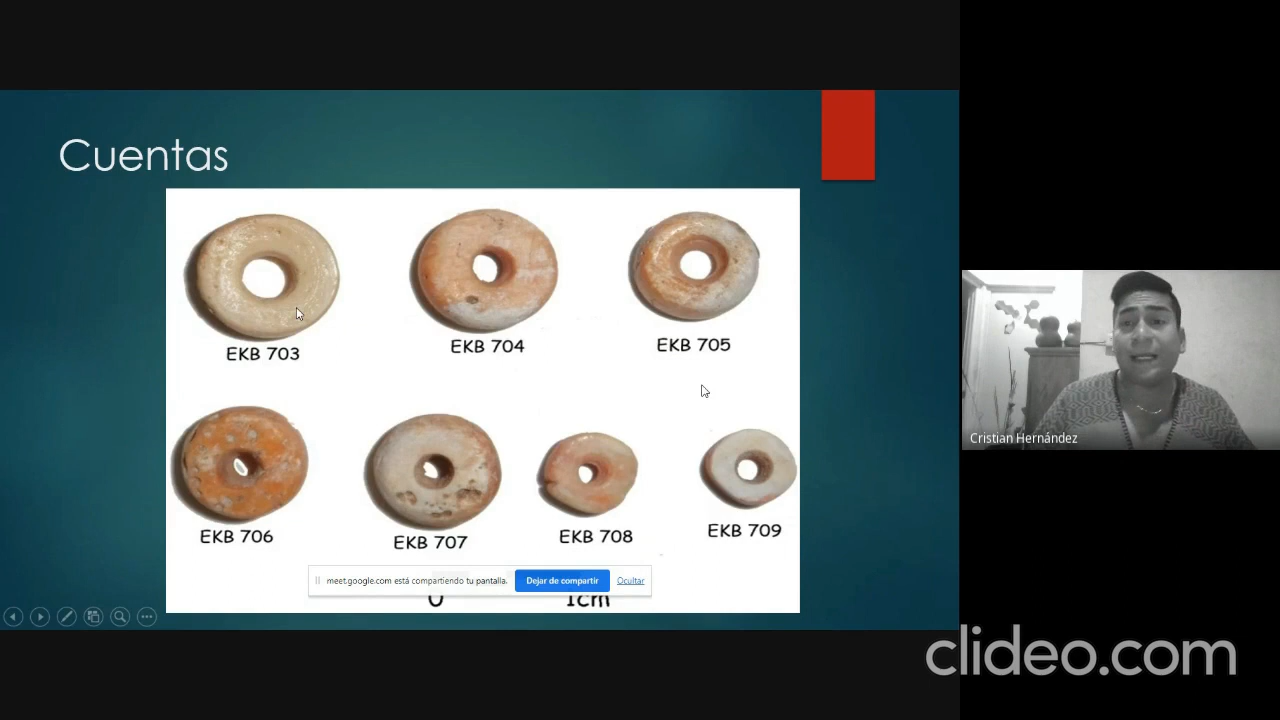 Cuentas
EKB 703
EKB 704
EKB 705
EKB 706
EKB 707
EKB 708
EKB 709
meet.google.com está compartiendo tu pantalla.
Dejar de compartir
Ocultar
0
1cm
Cristian Hernández
clideo.com